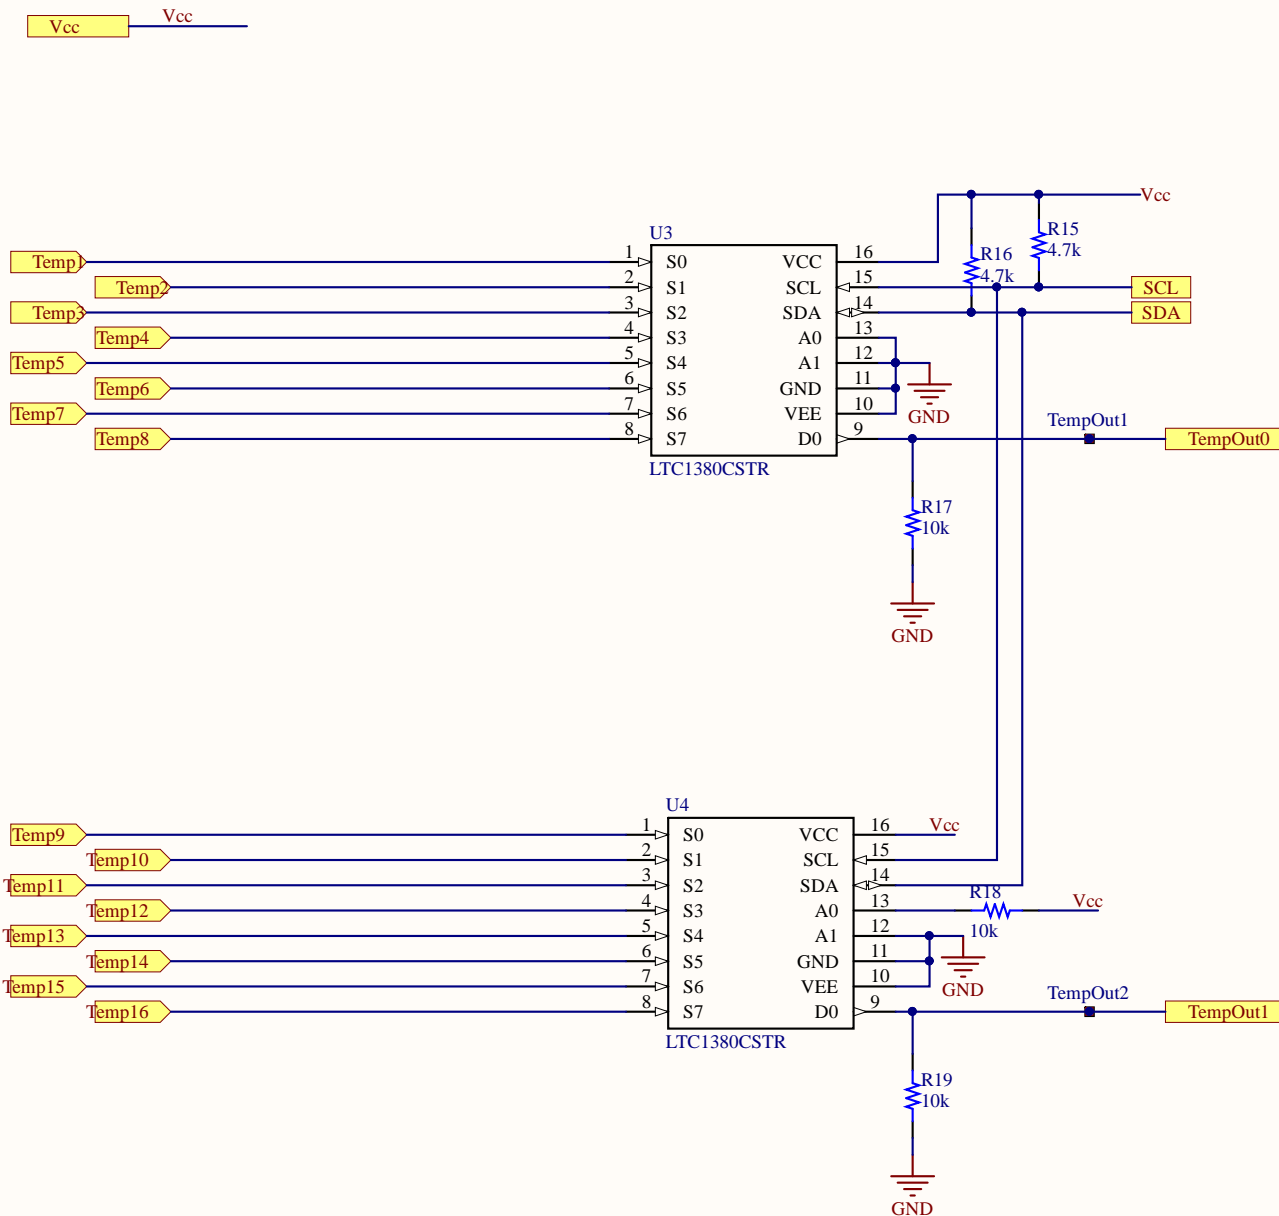 Vcc Vcc
Vcc
U3
R15
4.7k
R16
4.7k
Temp1 1 S0 VCC 16
Temp2 2 S1 SCL 15 SCL
Temp3 3 S2 SDA 14 SDA
Temp4 4 S3 A0 13
Temp5 5 S4 A1 12
Temp6 6 S5 GND 11
GND
Temp7 7 S6 VEE 10
TempOut1
Temp8 8 S7 D0 9 TempOut0
LTC1380CSTR
R17
10k
GND
U4
Temp9 1 S0 VCC 16 Vcc
Temp10 2 S1 SCL 15
Temp11 3 S2 SDA 14
R18
Temp12 4 S3 A0 13 Vcc
10k
Temp13 5 S4 A1 12
Temp14 6 S5 GND 11
Temp15 7 S6 VEE 10
GND
TempOut2
Temp16 8 S7 D0 9 TempOut1
LTC1380CSTR
R19
10k
GND